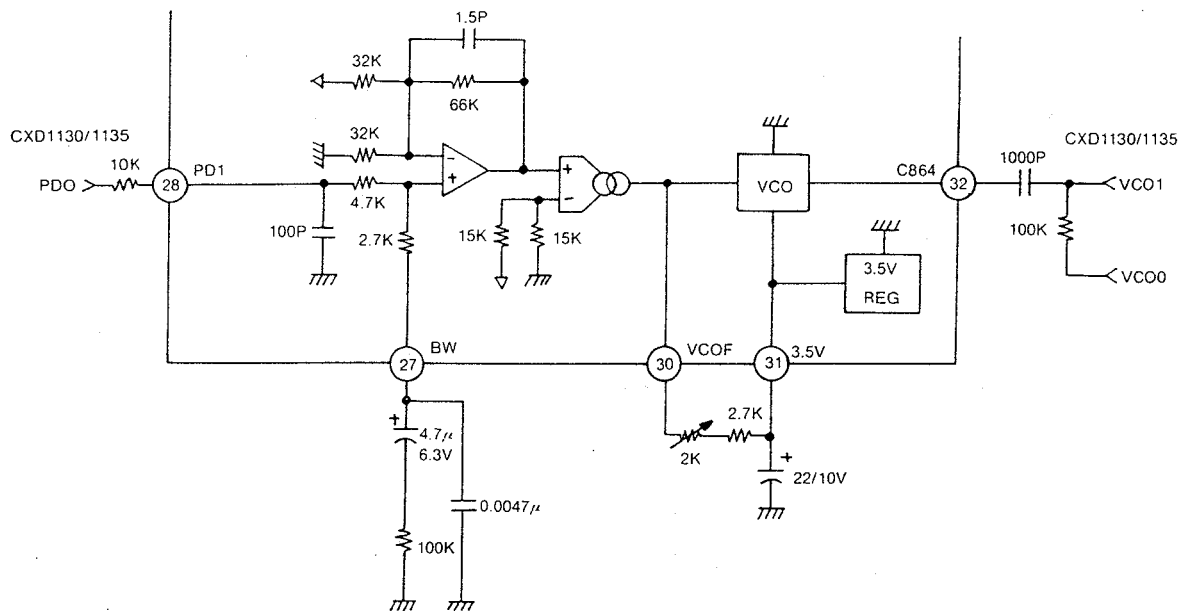 1.5P
32K
66K
CXD1130/1135
32K
CXD1130/1135
10K
PD1
C864
1000P
PDO
28
-
+
+
-
VCO
32
VCO1
4.7K
100P
2.7K
15K
15K
100K
3.5V
REG
VCO0
BW
VCOF
3.5V
27
30
31
+
4.7μ
6.3V
2.7K
2K
+
22/10V
0.0047μ
100K